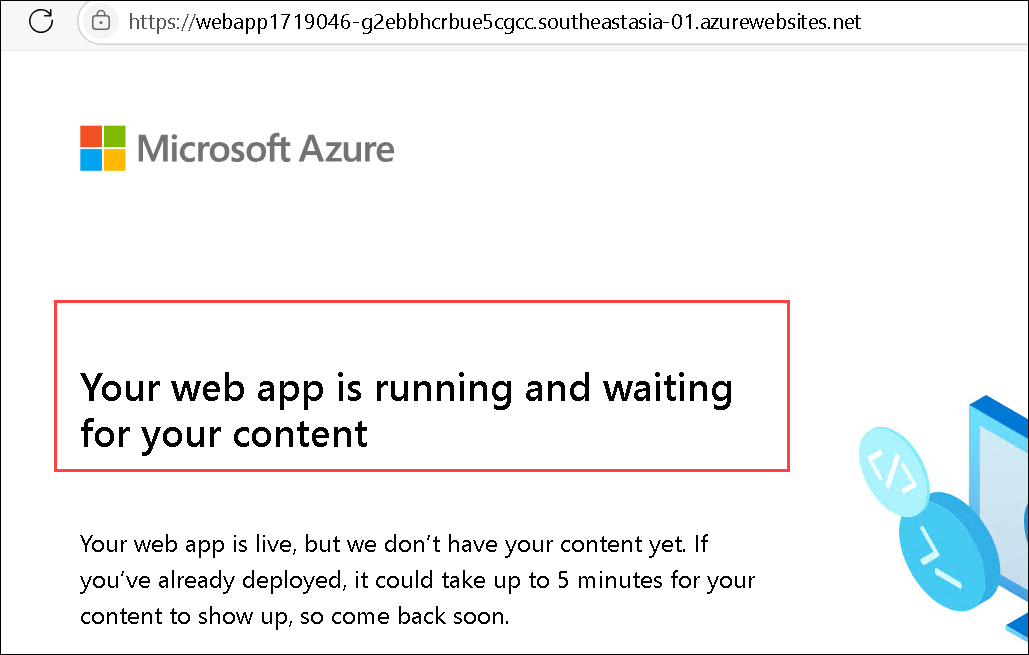 https://webapp1719046-g2ebbhcrbue5cgcc.southeastasia-01.azurewebsites.net
Microsoft Azure
Your web app is running and waiting
for your content
Your web app is live, but we don’t have your content yet. If
you’ve already deployed, it could take up to 5 minutes for your
content to show up, so come back soon.